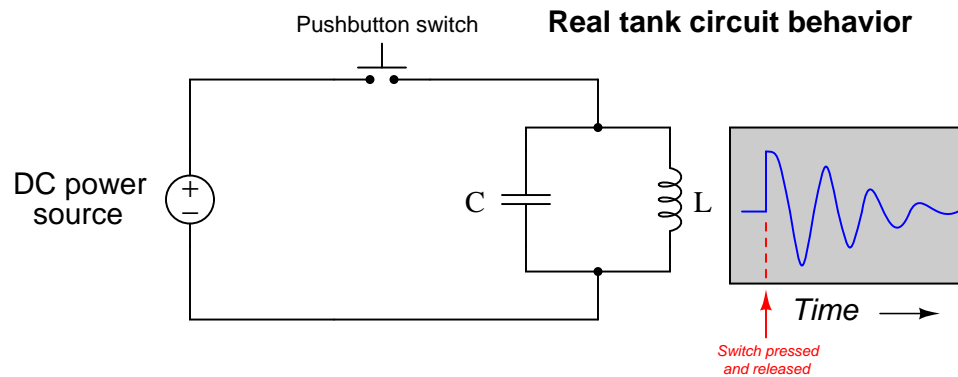 Real tank circuit behavior
Pushbutton switch
DC power
source
+
−
C
L
Time
Switch pressed
and released